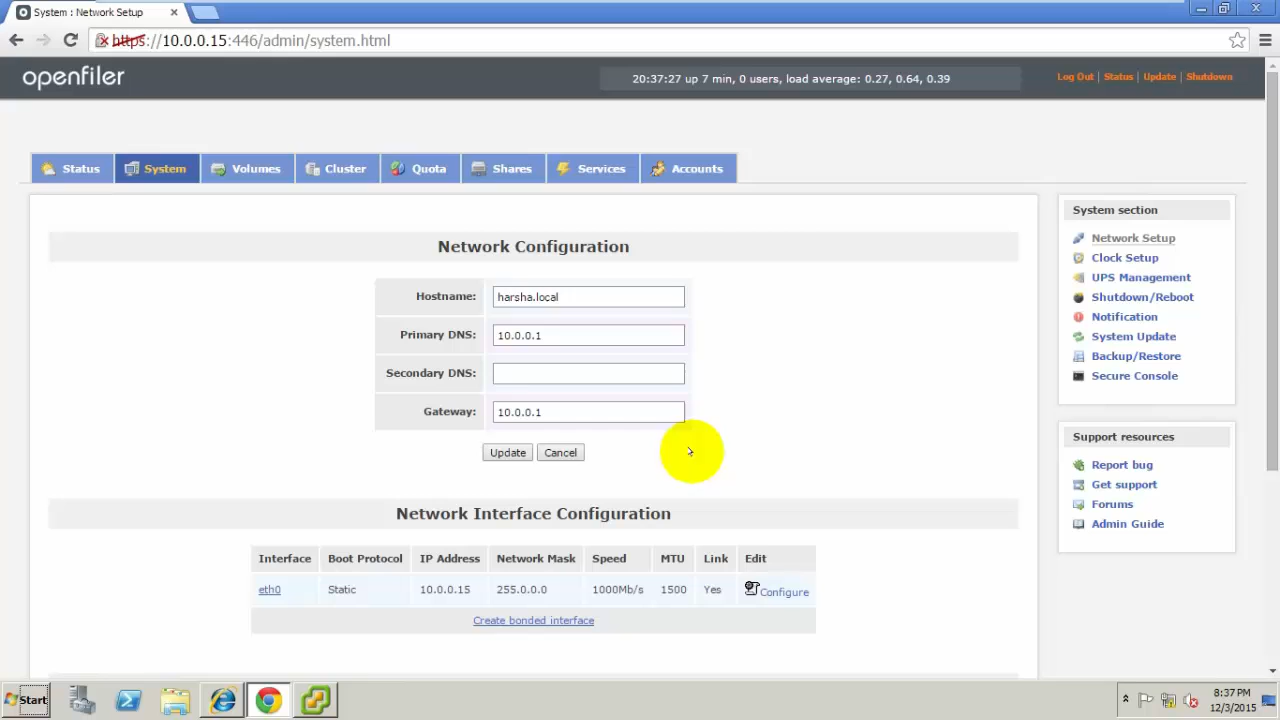 System : Network Setup
https://10.0.0.15:446/admin/system.html
openfiler
20:37:27 up 7 min, 0 users, load average: 0.27, 0.64, 0.39
Log Out | Status | Update | Shutdown
Status System Volumes Cluster Quota Shares Services Accounts
Network Configuration
Hostname: harsha.local
Primary DNS: 10.0.0.1
Secondary DNS:
Gateway: 10.0.0.1
Update Cancel
Network Interface Configuration
Interface Boot Protocol IP Address Network Mask Speed MTU Link Edit
eth0 Static 10.0.0.15 255.0.0.0 1000Mb/s 1500 Yes Configure
Create bonded interface
System section
Network Setup
Clock Setup
UPS Management
Shutdown/Reboot
Notification
System Update
Backup/Restore
Secure Console
Support resources
Report bug
Get support
Forums
Admin Guide
Start
8:37 PM
12/3/2015